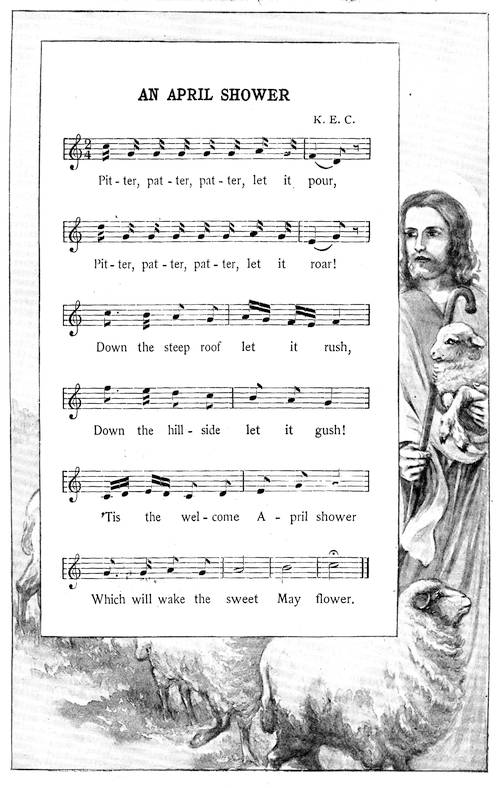 AN APRIL SHOWER
K. E. C.
2
4
Pit - ter, pat - ter, pat - ter, let it pour,
Pit - ter, pat - ter, pat - ter, let it roar!
Down the steep roof let it rush,
Down the hill - side let it gush!
'Tis the wel - come A - pril shower
Which will wake the sweet May flower.